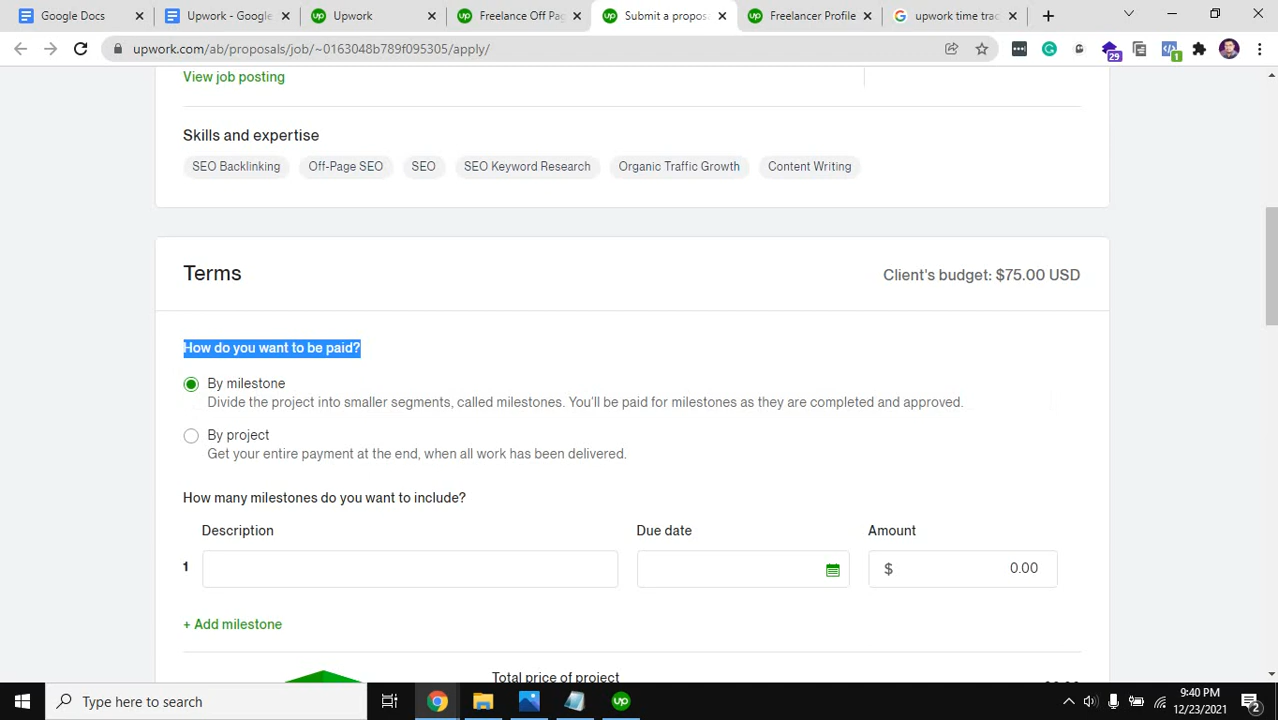 Google Docs
Upwork - Google
Upwork
Freelance Off Pag
Submit a propos
Freelancer Profile
upwork time trac
upwork.com/ab/proposals/job/~0163048b789f095305/apply/
29
1
View job posting
Skills and expertise
SEO Backlinking
Off-Page SEO
SEO
SEO Keyword Research
Organic Traffic Growth
Content Writing
Terms
Client's budget: $75.00 USD
How do you want to be paid?
By milestone
Divide the project into smaller segments, called milestones. You'll be paid for milestones as they are completed and approved.
By project
Get your entire payment at the end, when all work has been delivered.
How many milestones do you want to include?
Description
Due date
Amount
1
$ 0.00
+ Add milestone
Total price of project
Type here to search
up
9:40 PM
12/23/2021
2